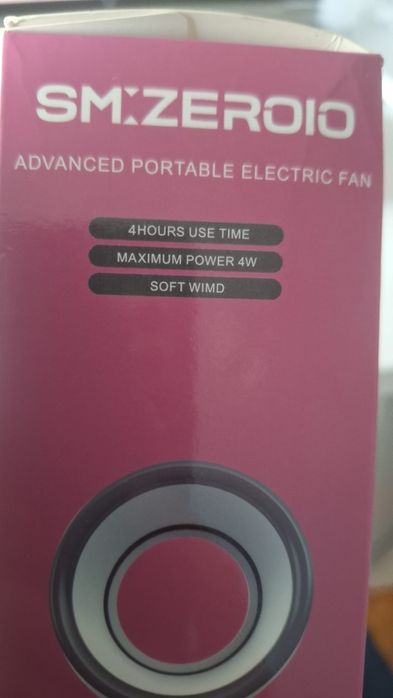 SM:ZEROIO
ADVANCED PORTABLE ELECTRIC FAN
4HOURS USE TIME
MAXIMUM POWER 4W
SOFT WIMD